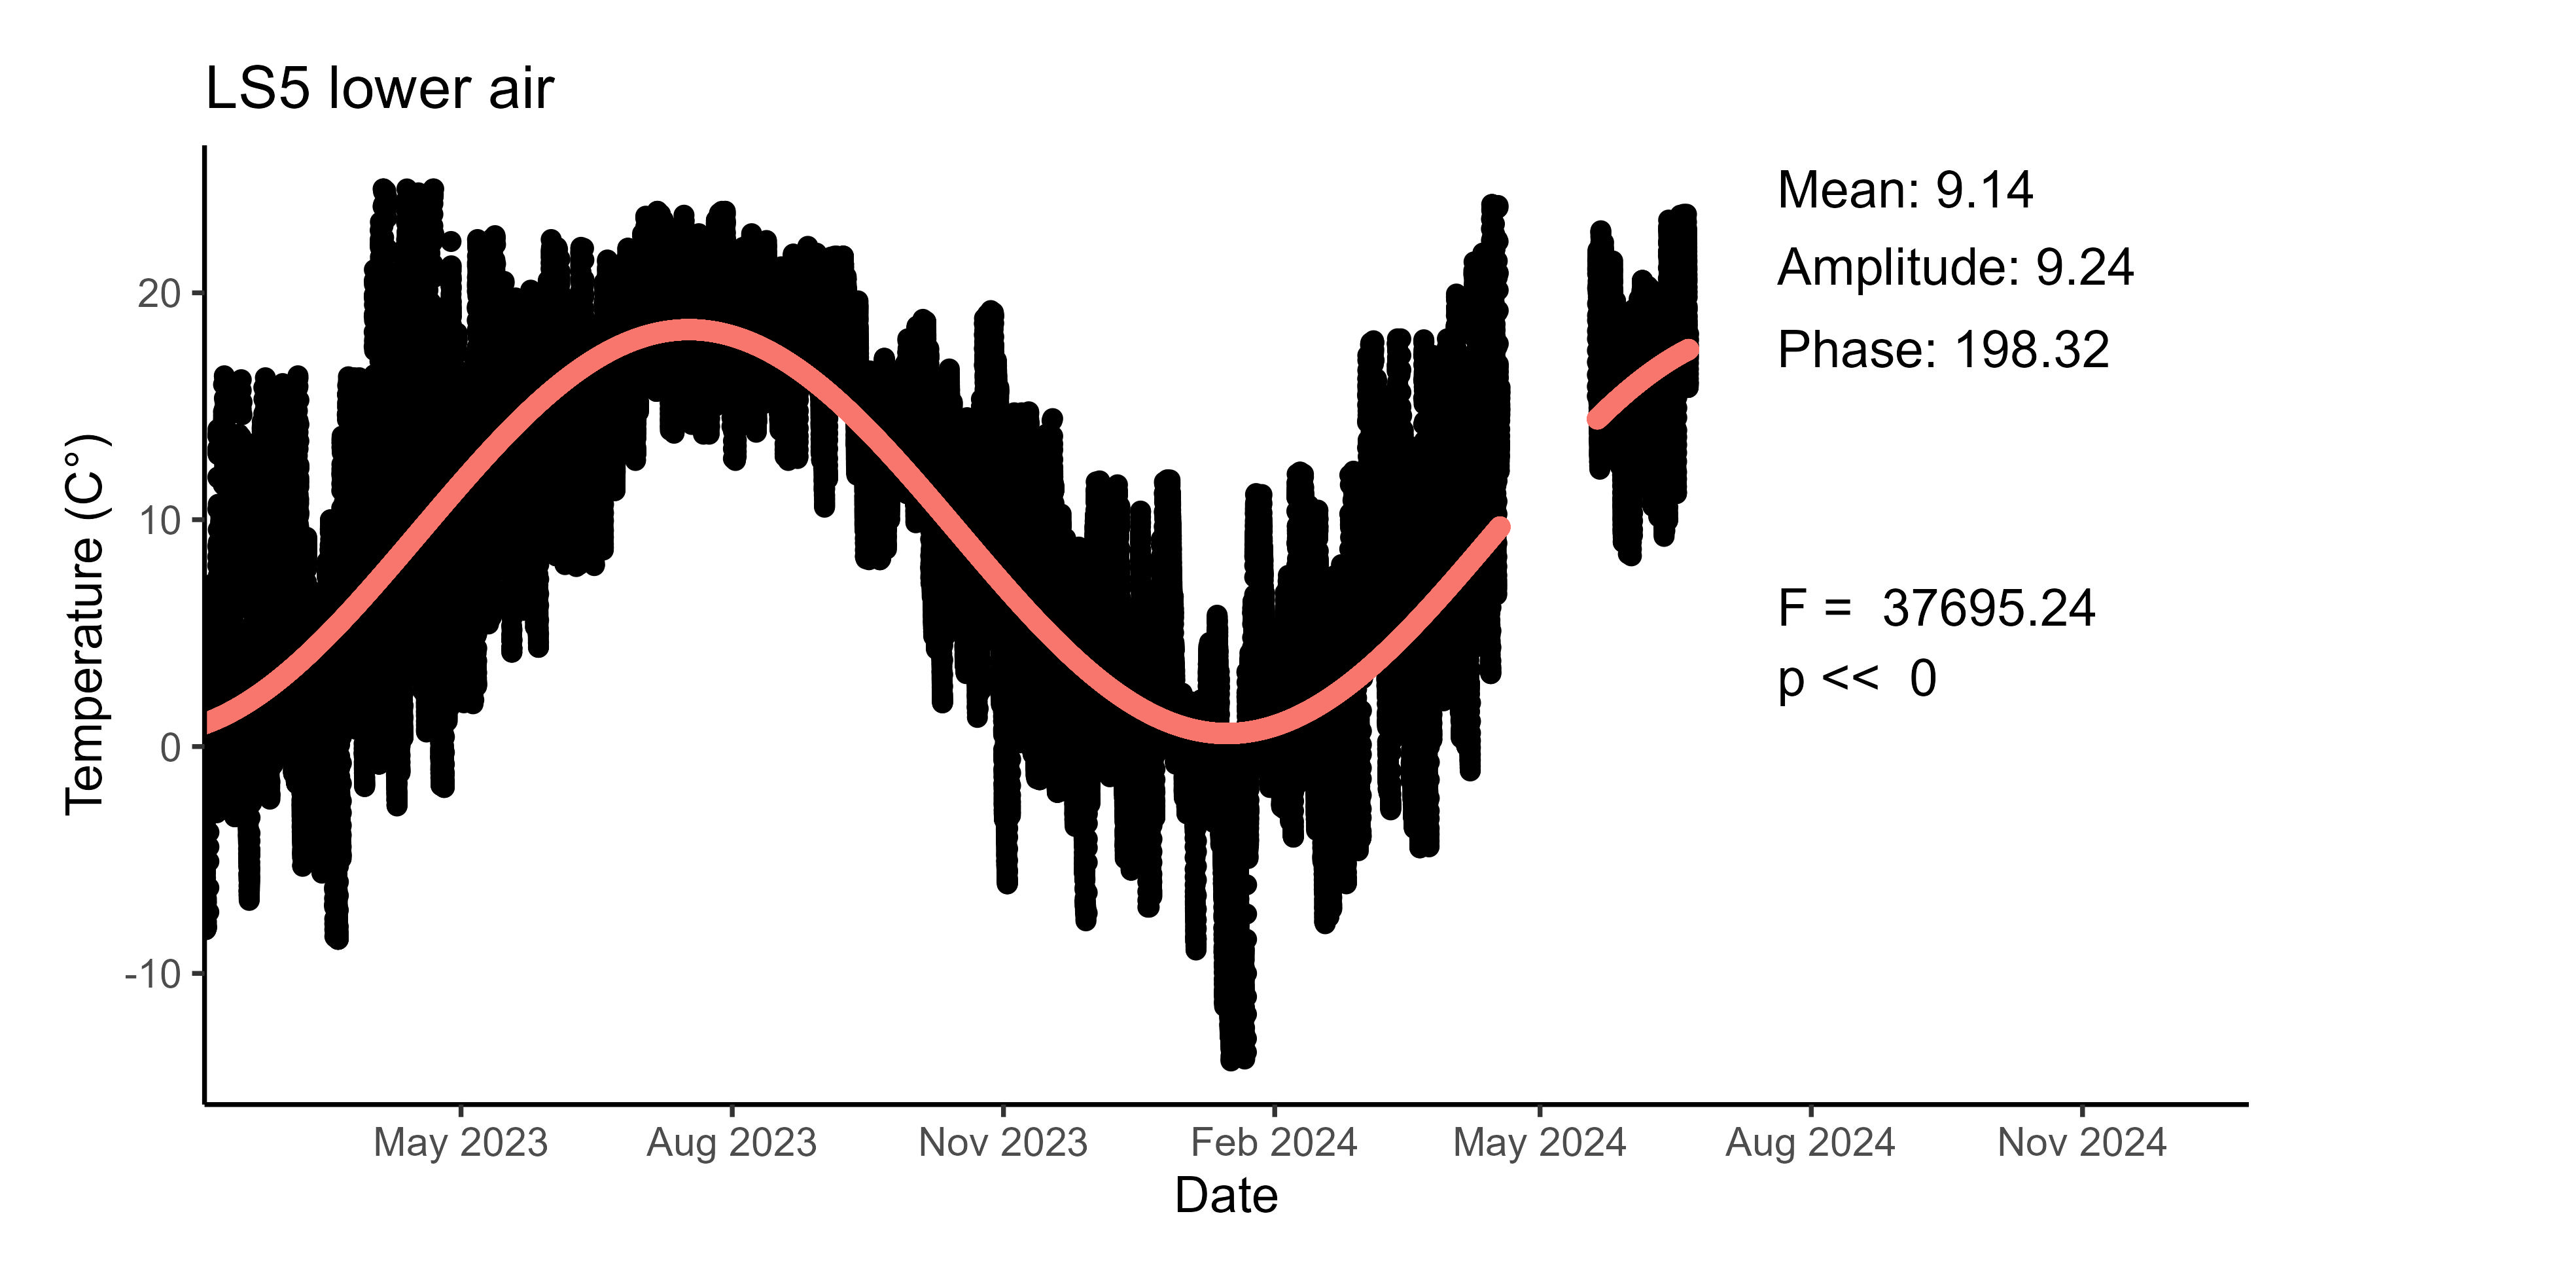 LS5 lower air
Mean: 9.14
Amplitude: 9.24
Phase: 198.32
F =  37695.24
p <<  0
Temperature (C°)
20
10
0
-10
May 2023
Aug 2023
Nov 2023
Feb 2024
May 2024
Aug 2024
Nov 2024
Date